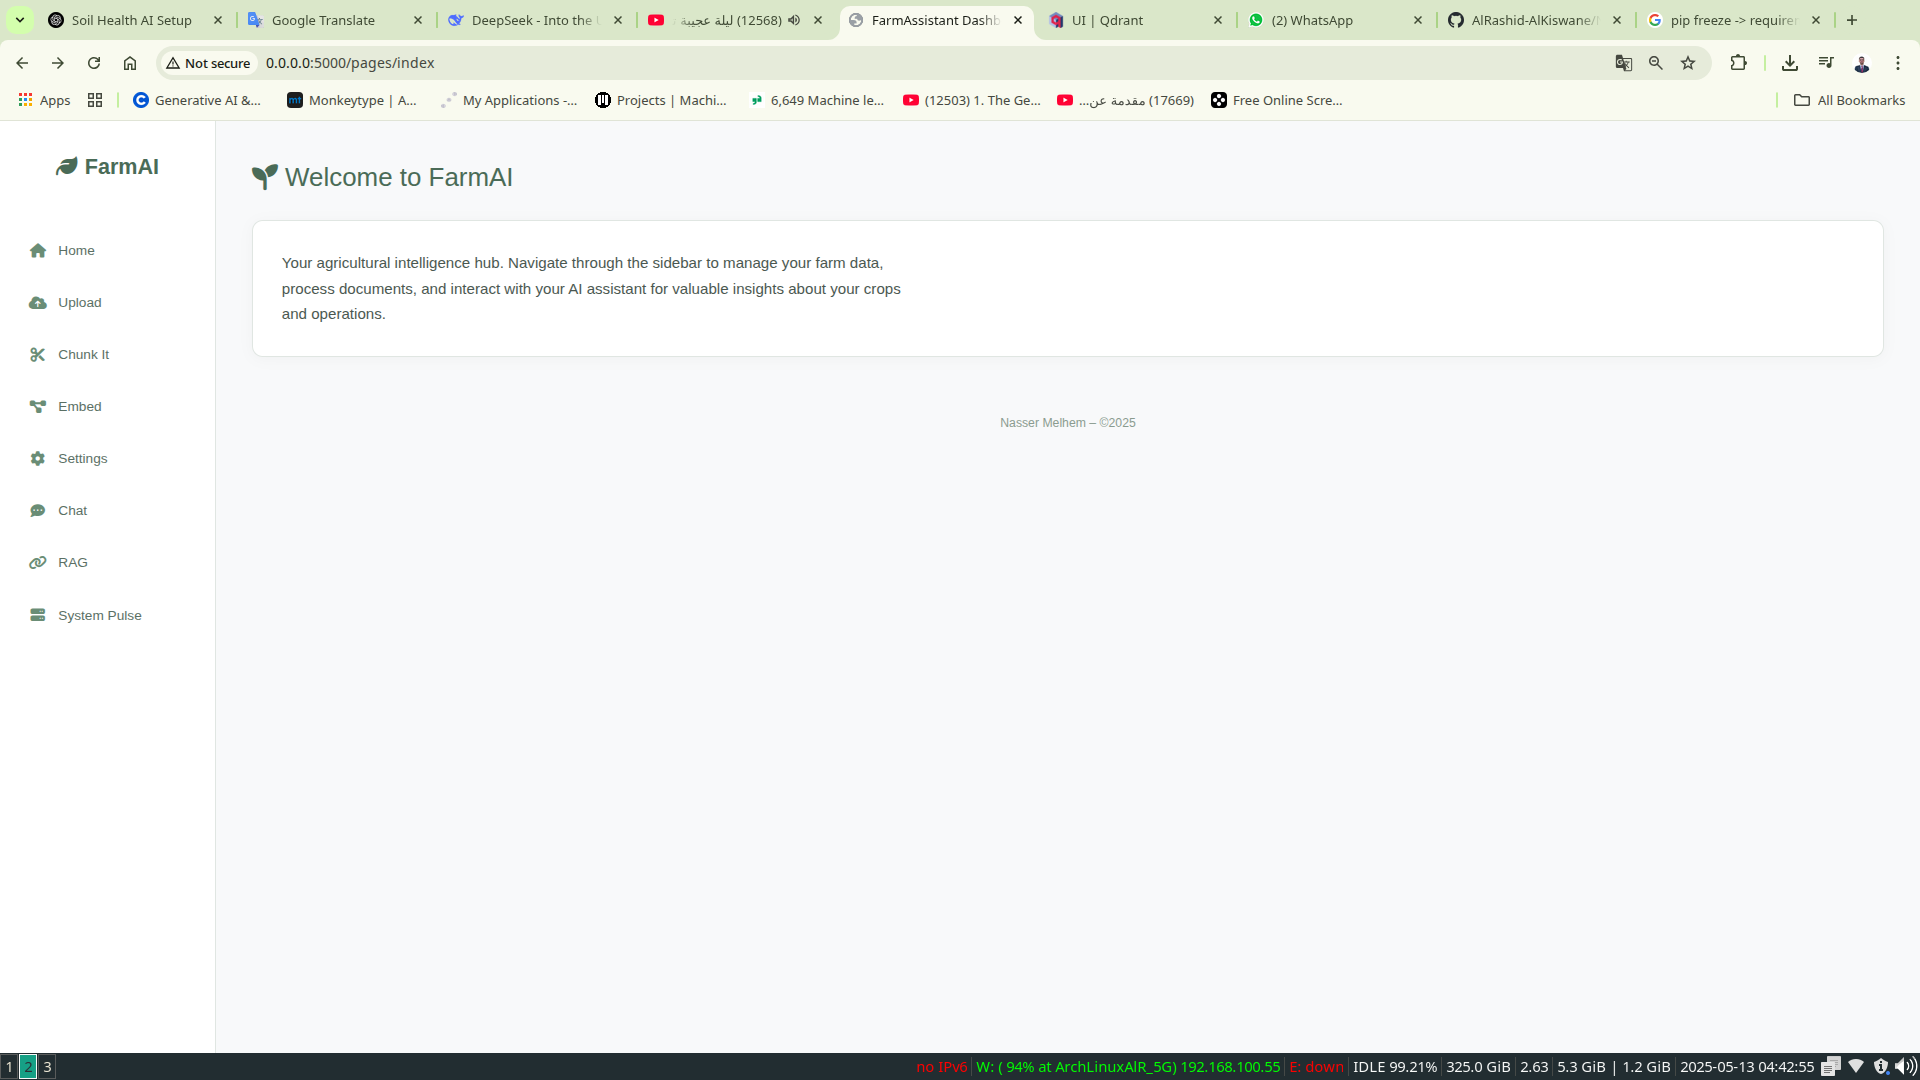 Soil Health AI Setup
Google Translate
DeepSeek - Into the
(12568) ليلة عجيبة
FarmAssistant Dashb
UI | Qdrant
(2) WhatsApp
AlRashid-AlKiswane/
pip freeze -> require
Not secure
0.0.0.0:5000/pages/index
Apps
Generative AI &...
Monkeytype | A...
My Applications -...
Projects | Machi...
6,649 Machine le...
(12503) 1. The Ge...
(17669) مقدمة عن...
Free Online Scre...
All Bookmarks
FarmAI
Home
Upload
Chunk It
Embed
Settings
Chat
RAG
System Pulse
Welcome to FarmAI
Your agricultural intelligence hub. Navigate through the sidebar to manage your farm data,
process documents, and interact with your AI assistant for valuable insights about your crops
and operations.
Nasser Melhem – ©2025
1 2 3
no IPv6 | W: ( 94% at ArchLinuxAlR_5G) 192.168.100.55 | E: down | IDLE 99.21% | 325.0 GiB | 2.63 | 5.3 GiB | 1.2 GiB | 2025-05-13 04:42:55